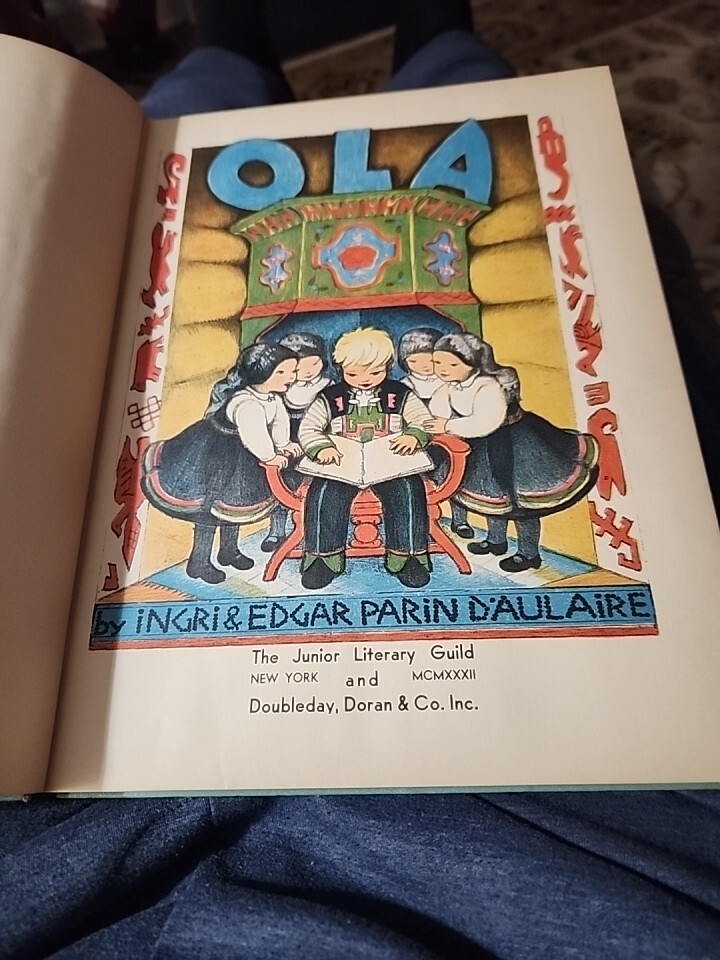 OLA
by iNGRi & EDGAR PARiN D'AULAiRE
The Junior Literary Guild
NEW YORK and MCMXXXII
Doubleday, Doran & Co. Inc.